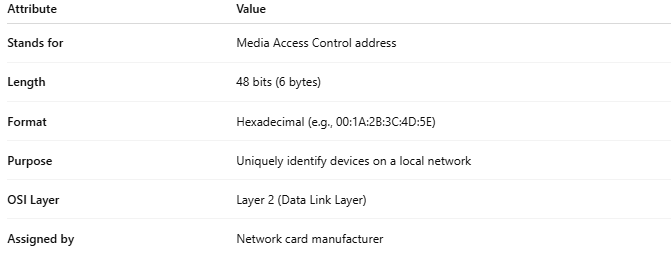 Attribute Value
Stands for Media Access Control address
Length 48 bits (6 bytes)
Format Hexadecimal (e.g., 00:1A:2B:3C:4D:5E)
Purpose Uniquely identify devices on a local network
OSI Layer Layer 2 (Data Link Layer)
Assigned by Network card manufacturer